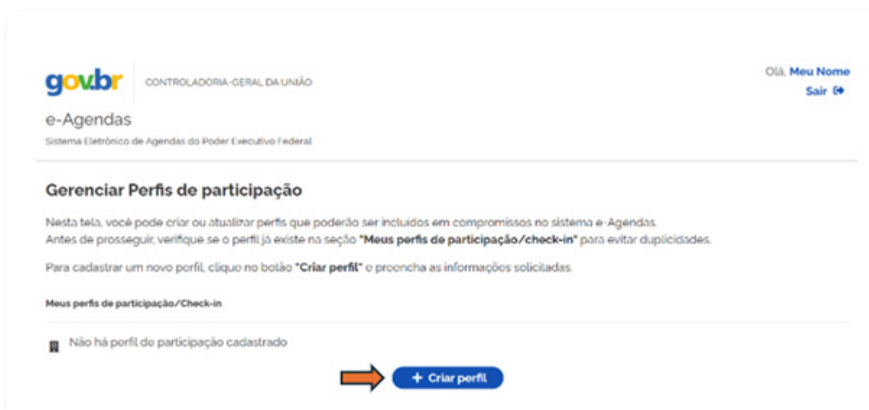 gov.br CONTROLADORIA-GERAL DA UNIÃO
Olá, Meu Nome
Sair
e-Agendas
Sistema Eletrônico de Agendas do Poder Executivo Federal
Gerenciar Perfis de participação
Nesta tela, você pode criar ou atualizar perfis que poderão ser incluídos em compromissos no sistema e-Agendas.
Antes de prosseguir, verifique se o perfil já existe na seção "Meus perfis de participação/check-in" para evitar duplicidades.
Para cadastrar um novo perfil, clique no botão "Criar perfil" e preencha as informações solicitadas.
Meus perfis de participação/Check-in
Não há perfil de participação cadastrado
+ Criar perfil